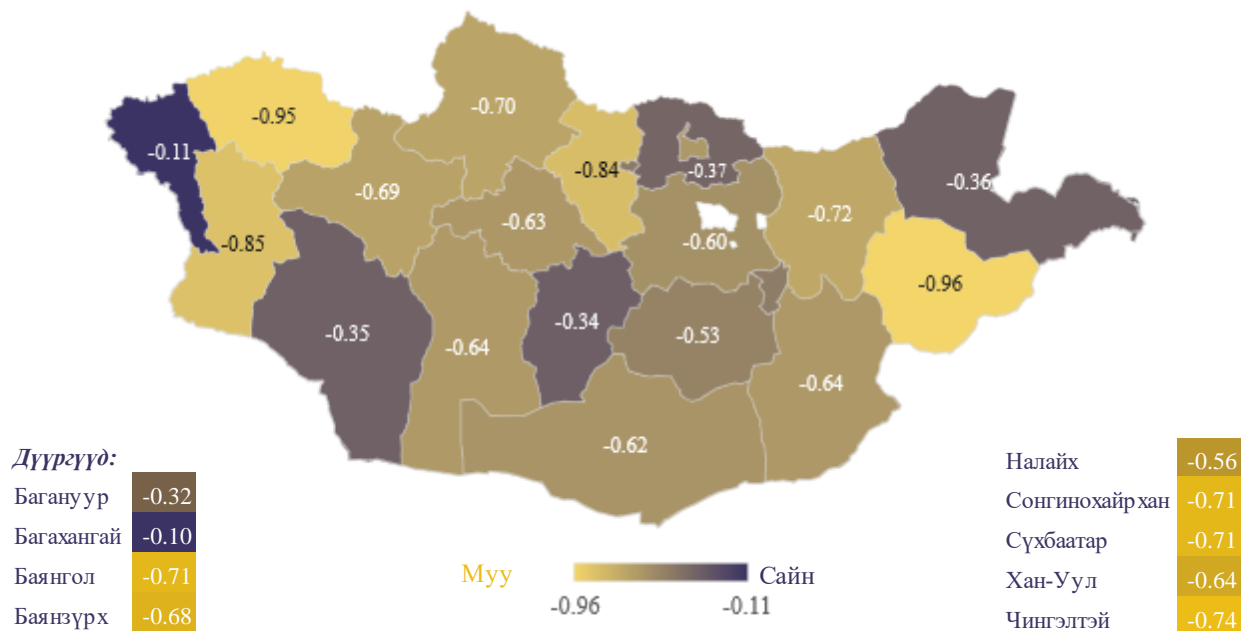 -0.70
-0.95
-0.11
-0.84
-0.37
-0.36
-0.69
-0.63
-0.72
-0.85
-0.60
-0.96
-0.35
-0.34
-0.53
-0.64
-0.64
-0.62
Дүүргүүд:
Багануур -0.32
Багахангай -0.10
Баянгол -0.71
Баянзүрх -0.68
Муу Сайн
-0.96 -0.11
Налайх -0.56
Сонгинохайрхан -0.71
Сүхбаатар -0.71
Хан-Уул -0.64
Чингэлтэй -0.74